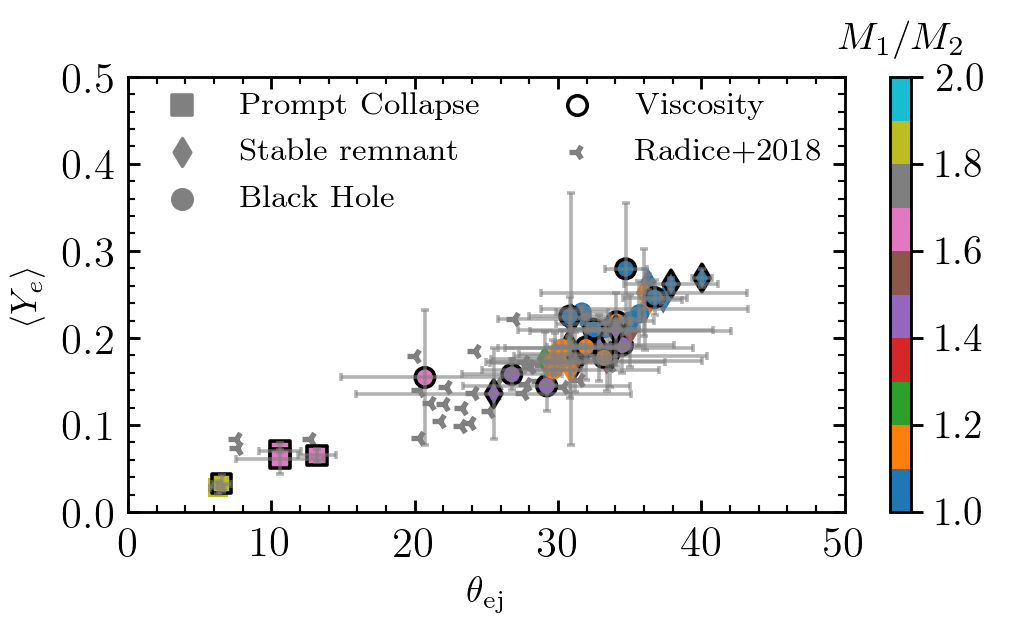 M₁/M₂
0.5 Prompt Collapse Viscosity 2.0
0.4 Stable remnant Radice+2018 1.8
Black Hole
0.3 1.6
⟨Yₑ⟩
0.2 1.4
0.1 1.2
0.0 1.0
0 10 20 30 40 50
θ_ej